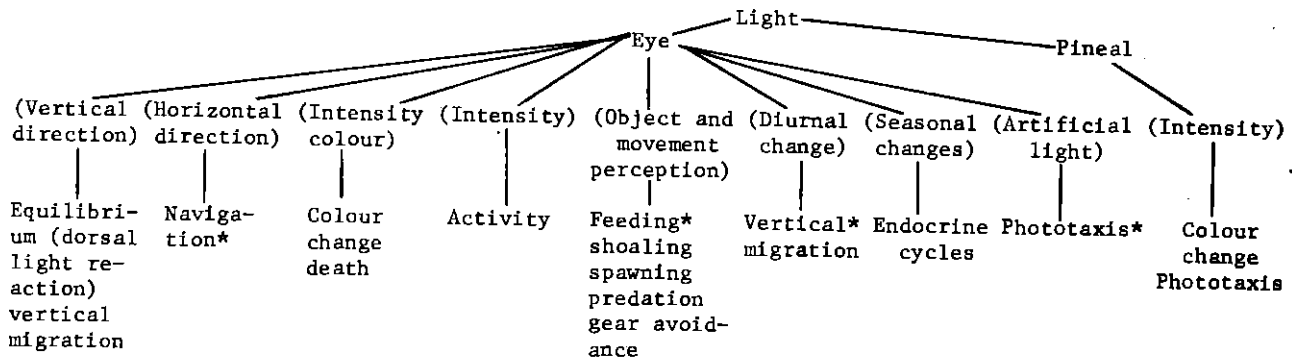 Light
Eye
Pineal
(Vertical direction)
(Horizontal direction)
(Intensity colour)
(Intensity)
(Object and movement perception)
(Diurnal change)
(Seasonal changes)
(Artificial light)
(Intensity)
Equilibri-
um (dorsal
light re-
action)
vertical
migration
Naviga-
tion*
Colour
change
death
Activity
Feeding*
shoaling
spawning
predation
gear avoid-
ance
Vertical*
migration
Endocrine
cycles
Phototaxis*
Colour
change
Phototaxis